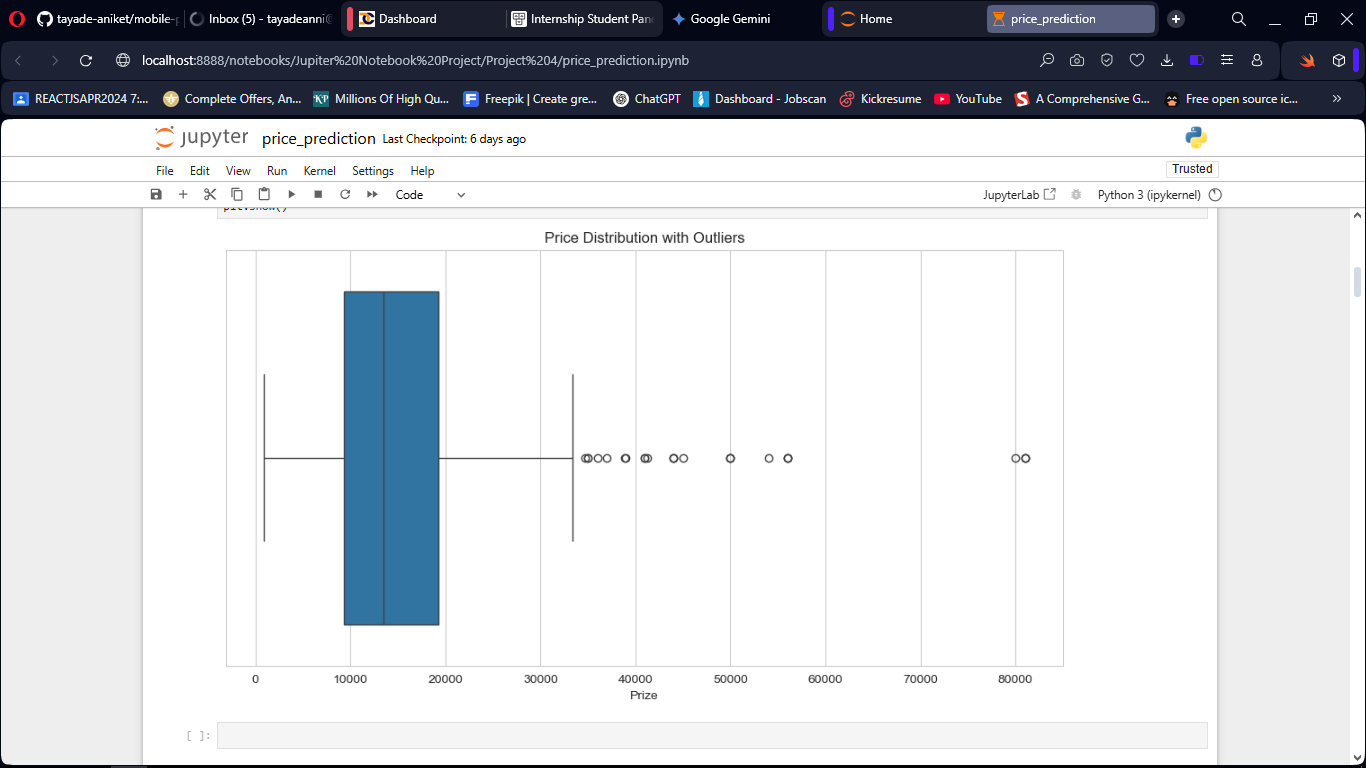 tayade-aniket/mobile-p
Inbox (5) - tayadeanni@
Dashboard
Internship Student Pan
Google Gemini
Home
price_prediction
localhost:8888/notebooks/Jupiter%20Notebook%20Project/Project%204/price_prediction.ipynb
REACTJSAPR2024 7:...
Complete Offers, An...
KP
Millions Of High Qu...
Freepik | Create gre...
ChatGPT
Dashboard - Jobscan
Kickresume
YouTube
A Comprehensive G...
Free open source ic...
»
jupyter price_prediction Last Checkpoint: 6 days ago
File Edit View Run Kernel Settings Help
Trusted
Code
JupyterLab
Python 3 (ipykernel)
plt.show()
Price Distribution with Outliers
0 10000 20000 30000 40000 50000 60000 70000 80000
Prize
[ ]: